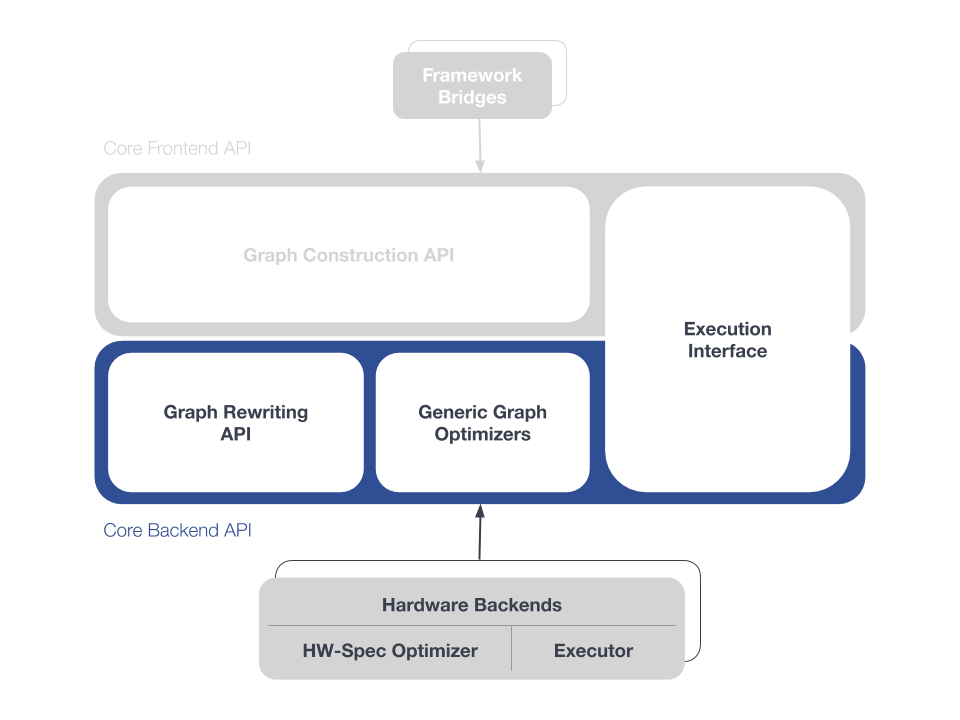 Framework
Bridges
Core Frontend API
Graph Construction API
Execution
Interface
Graph Rewriting
API
Generic Graph
Optimizers
Core Backend API
Hardware Backends
HW-Spec Optimizer
Executor